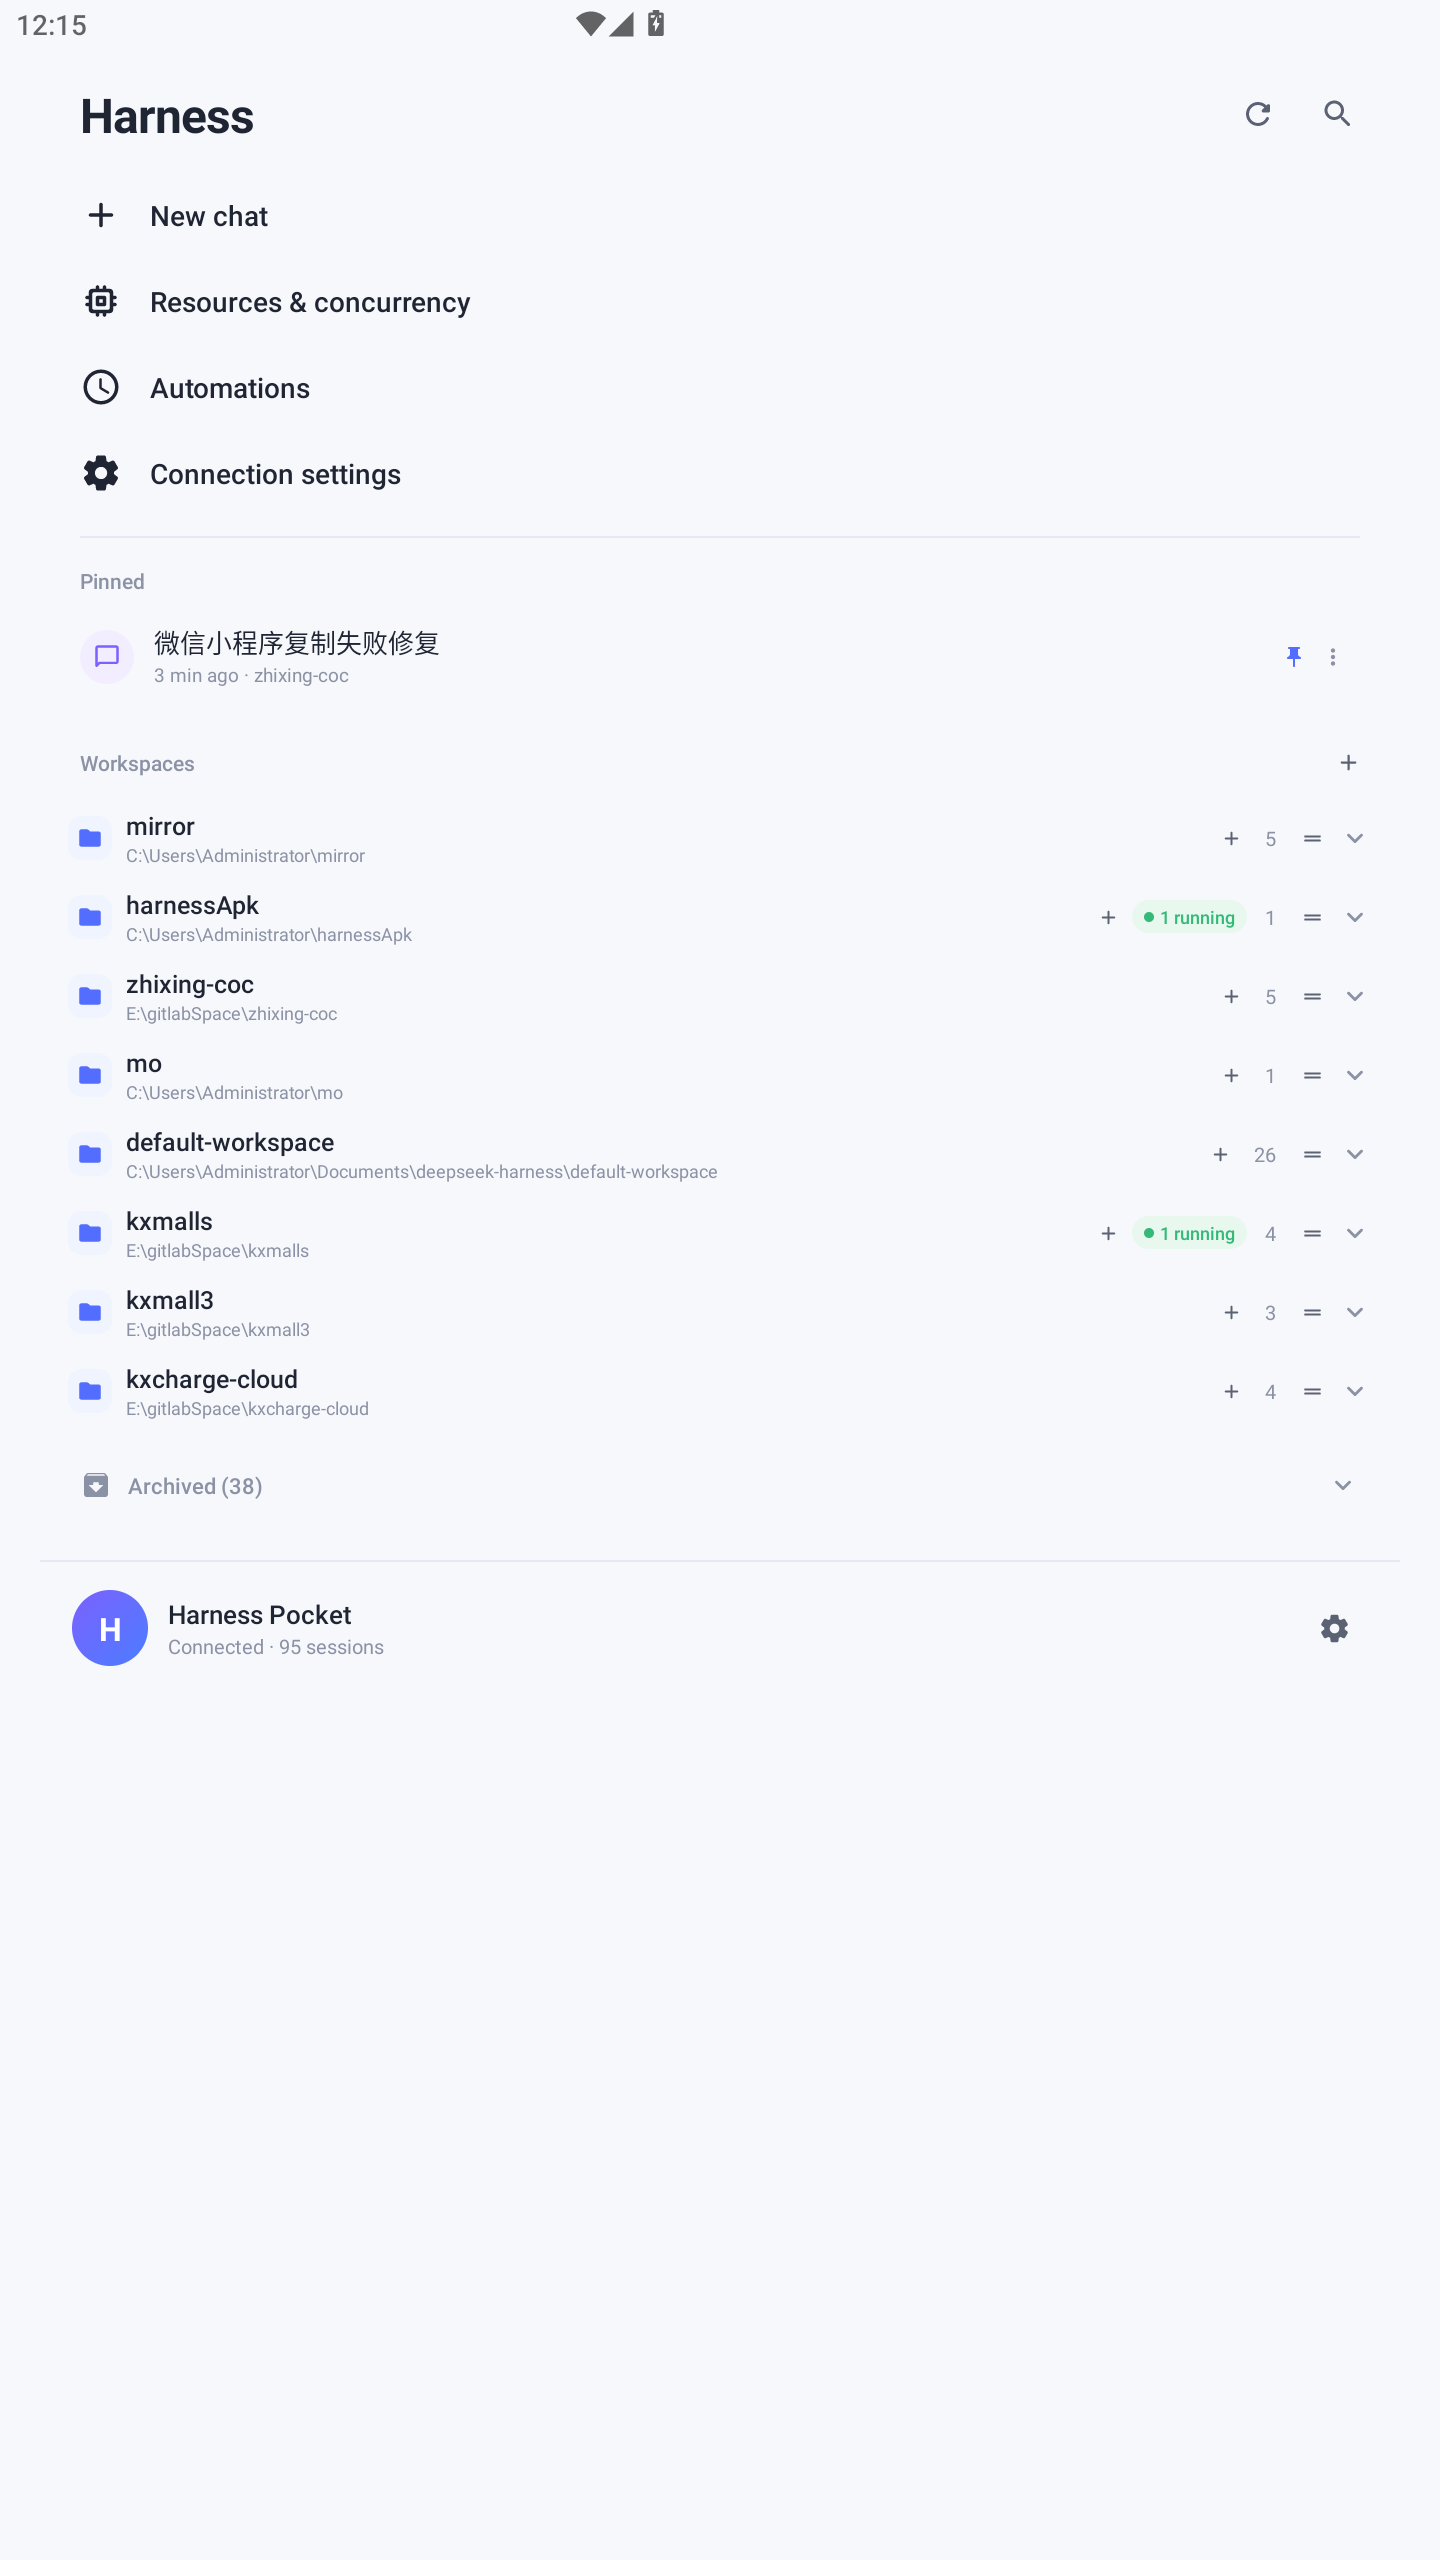 12:15
Harness
New chat
Resources & concurrency
Automations
Connection settings
Pinned
微信小程序复制失败修复
3 min ago · zhixing-coc
Workspaces
mirror
C:\Users\Administrator\mirror
5
harnessApk
C:\Users\Administrator\harnessApk
1 running
1
zhixing-coc
E:\gitlabSpace\zhixing-coc
5
mo
C:\Users\Administrator\mo
1
default-workspace
C:\Users\Administrator\Documents\deepseek-harness\default-workspace
26
kxmalls
E:\gitlabSpace\kxmalls
1 running
4
kxmall3
E:\gitlabSpace\kxmall3
3
kxcharge-cloud
E:\gitlabSpace\kxcharge-cloud
4
Archived (38)
H
Harness Pocket
Connected · 95 sessions